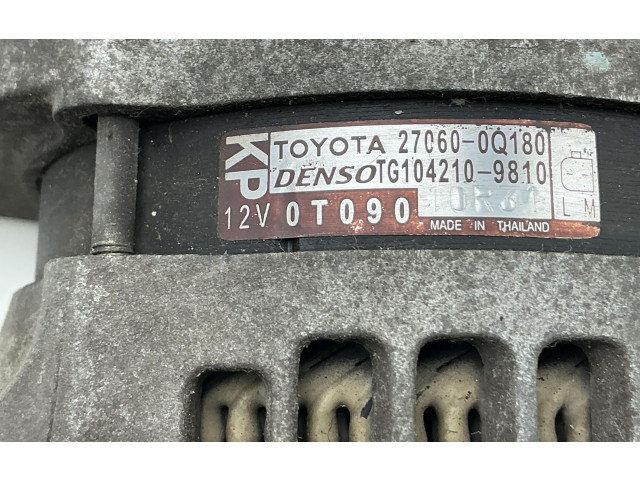 KP
TOYOTA 27060-0Q180
DENSO TG104210-9810
12V 0T090
L M
MADE IN THAILAND